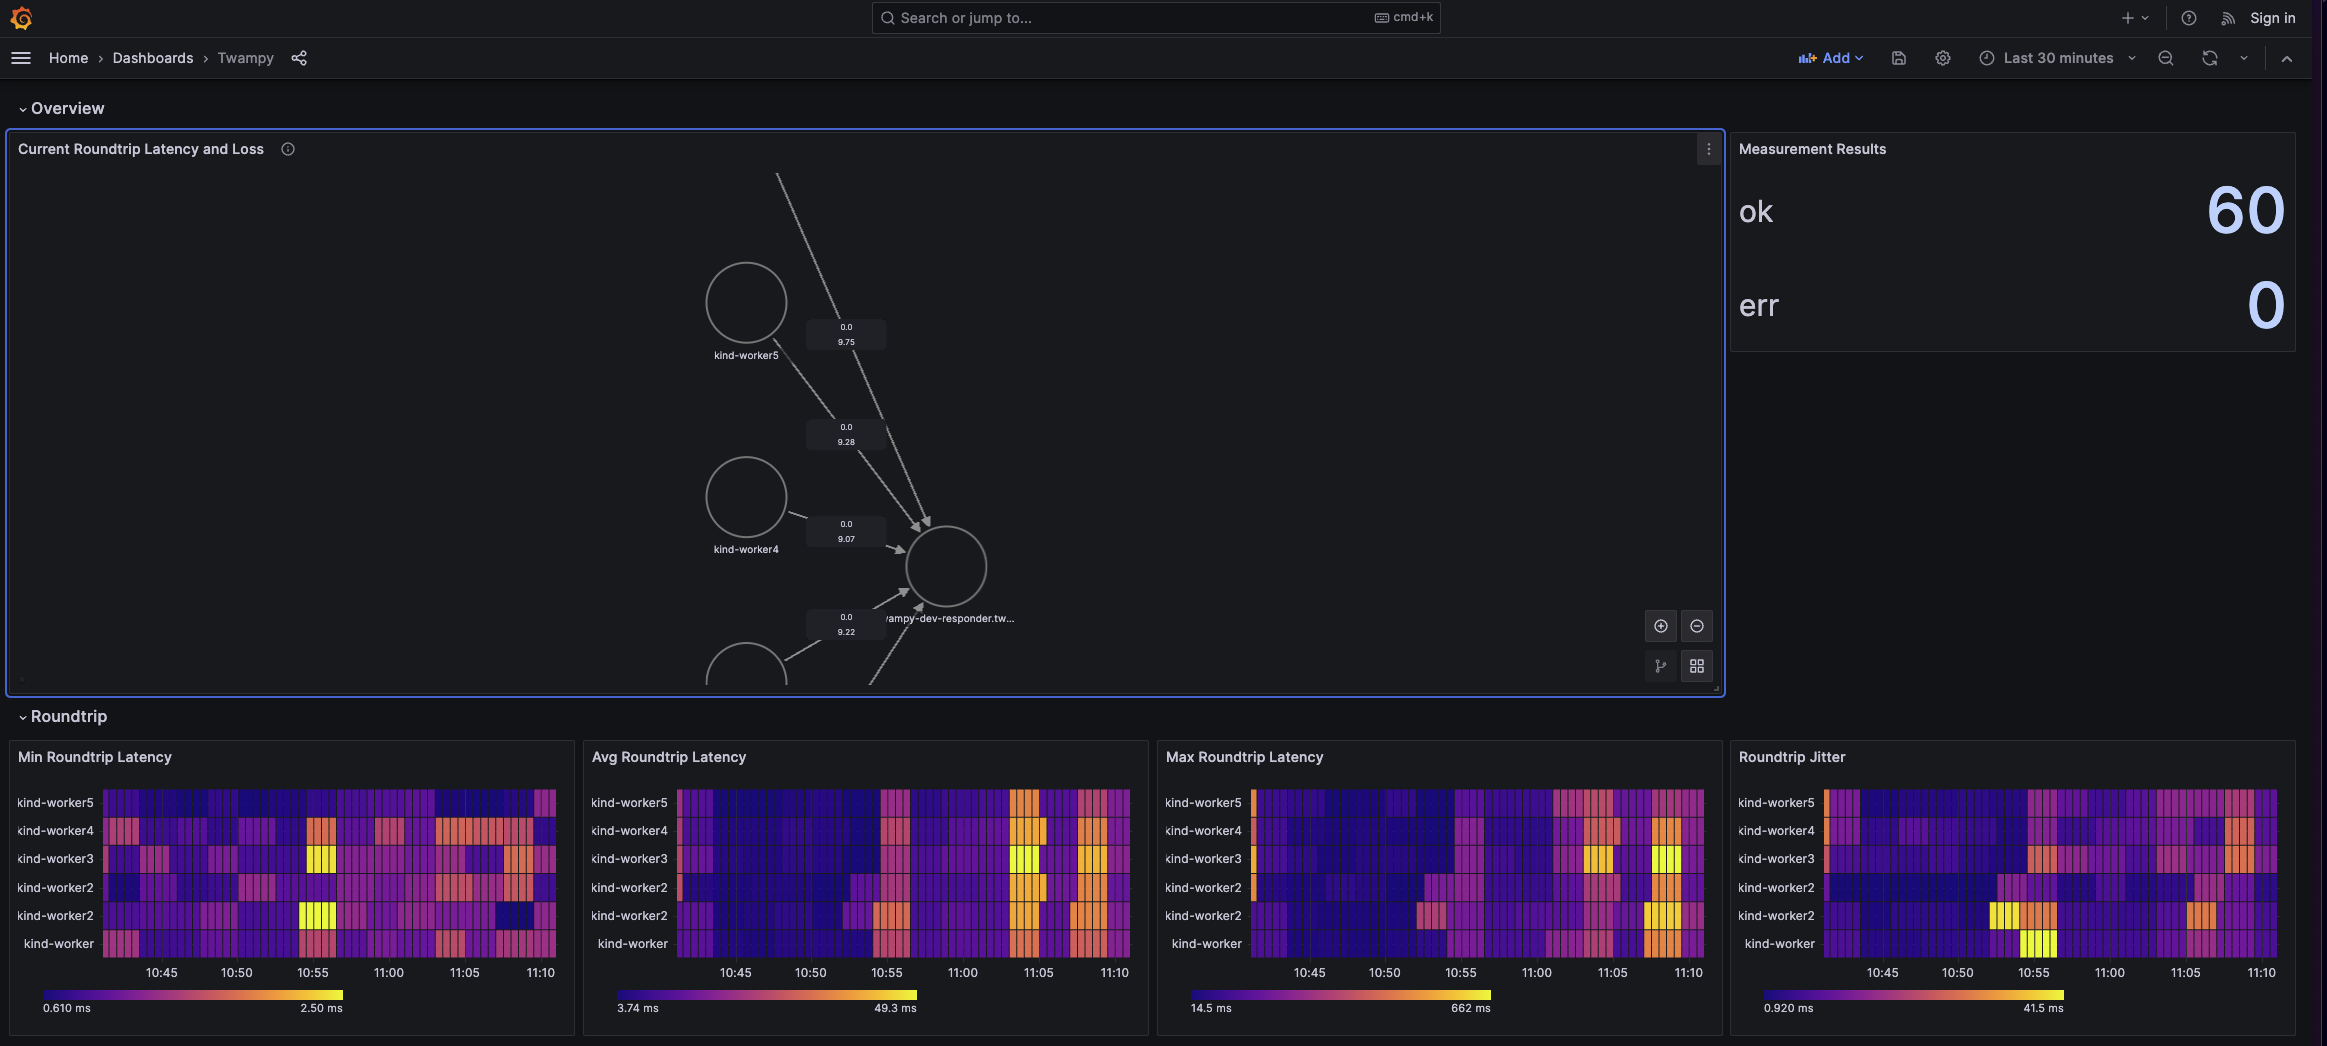 Search or jump to...
cmd+k
Sign in
Home › Dashboards › Twampy
Add
Last 30 minutes
Overview
Current Roundtrip Latency and Loss
kind-worker5
0.0
9.75
0.0
9.28
kind-worker4
0.0
9.07
0.0
9.22
vampy-dev-responder.tw...
Measurement Results
ok 60
err 0
Roundtrip
Min Roundtrip Latency
kind-worker5
kind-worker4
kind-worker3
kind-worker2
kind-worker2
kind-worker
10:45 10:50 10:55 11:00 11:05 11:10
0.610 ms 2.50 ms
Avg Roundtrip Latency
kind-worker5
kind-worker4
kind-worker3
kind-worker2
kind-worker2
kind-worker
10:45 10:50 10:55 11:00 11:05 11:10
3.74 ms 49.3 ms
Max Roundtrip Latency
kind-worker5
kind-worker4
kind-worker3
kind-worker2
kind-worker2
kind-worker
10:45 10:50 10:55 11:00 11:05 11:10
14.5 ms 662 ms
Roundtrip Jitter
kind-worker5
kind-worker4
kind-worker3
kind-worker2
kind-worker2
kind-worker
10:45 10:50 10:55 11:00 11:05 11:10
0.920 ms 41.5 ms